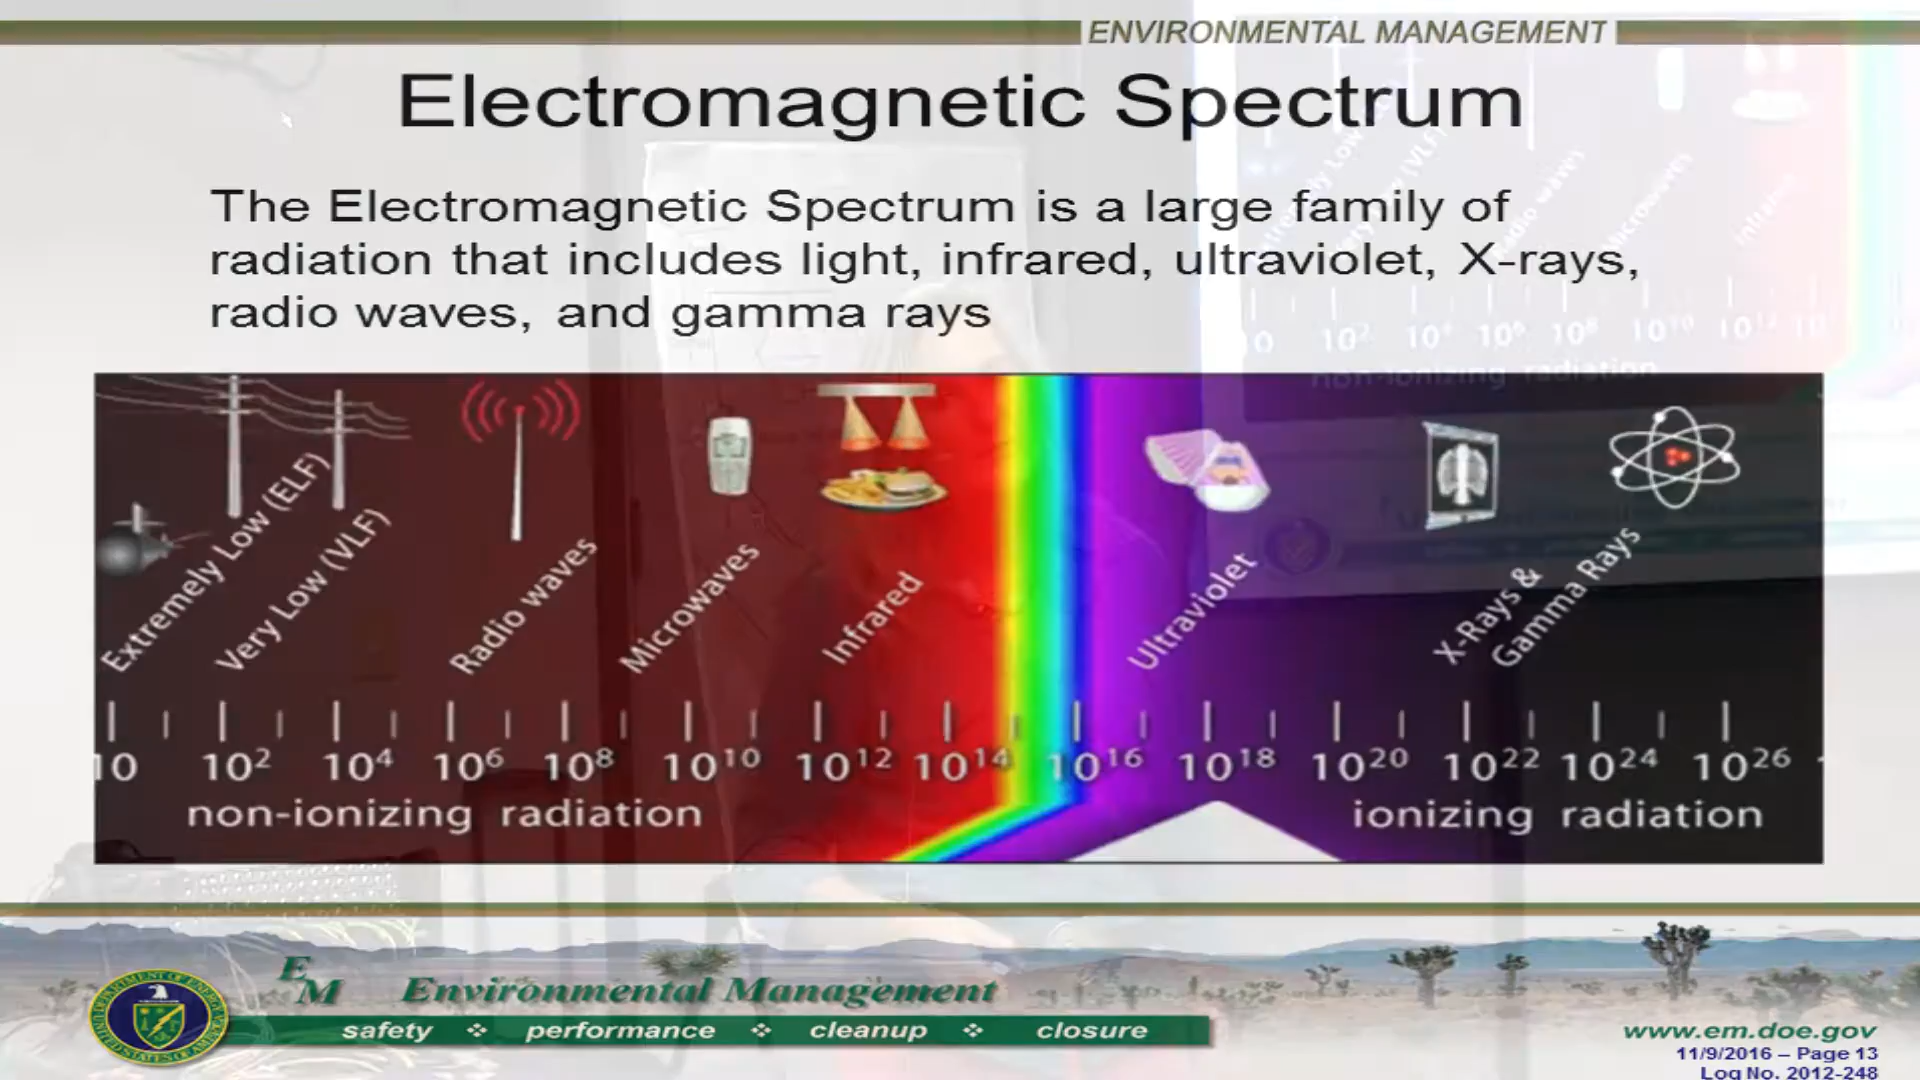 ENVIRONMENTAL MANAGEMENT
Electromagnetic Spectrum
The Electromagnetic Spectrum is a large family of
radiation that includes light, infrared, ultraviolet, X-rays,
radio waves, and gamma rays
Extremely Low (ELF)
Very Low (VLF)
Radio waves
Microwaves
Infrared
Ultraviolet
X-Rays &
Gamma Rays
10 10² 10⁴ 10⁶ 10⁸ 10¹⁰ 10¹² 10¹⁴ 10¹⁶ 10¹⁸ 10²⁰ 10²² 10²⁴ 10²⁶
non-ionizing radiation
ionizing radiation
EM Environmental Management
safety ❖ performance ❖ cleanup ❖ closure
www.em.doe.gov
11/9/2016 – Page 13
Log No. 2012-248